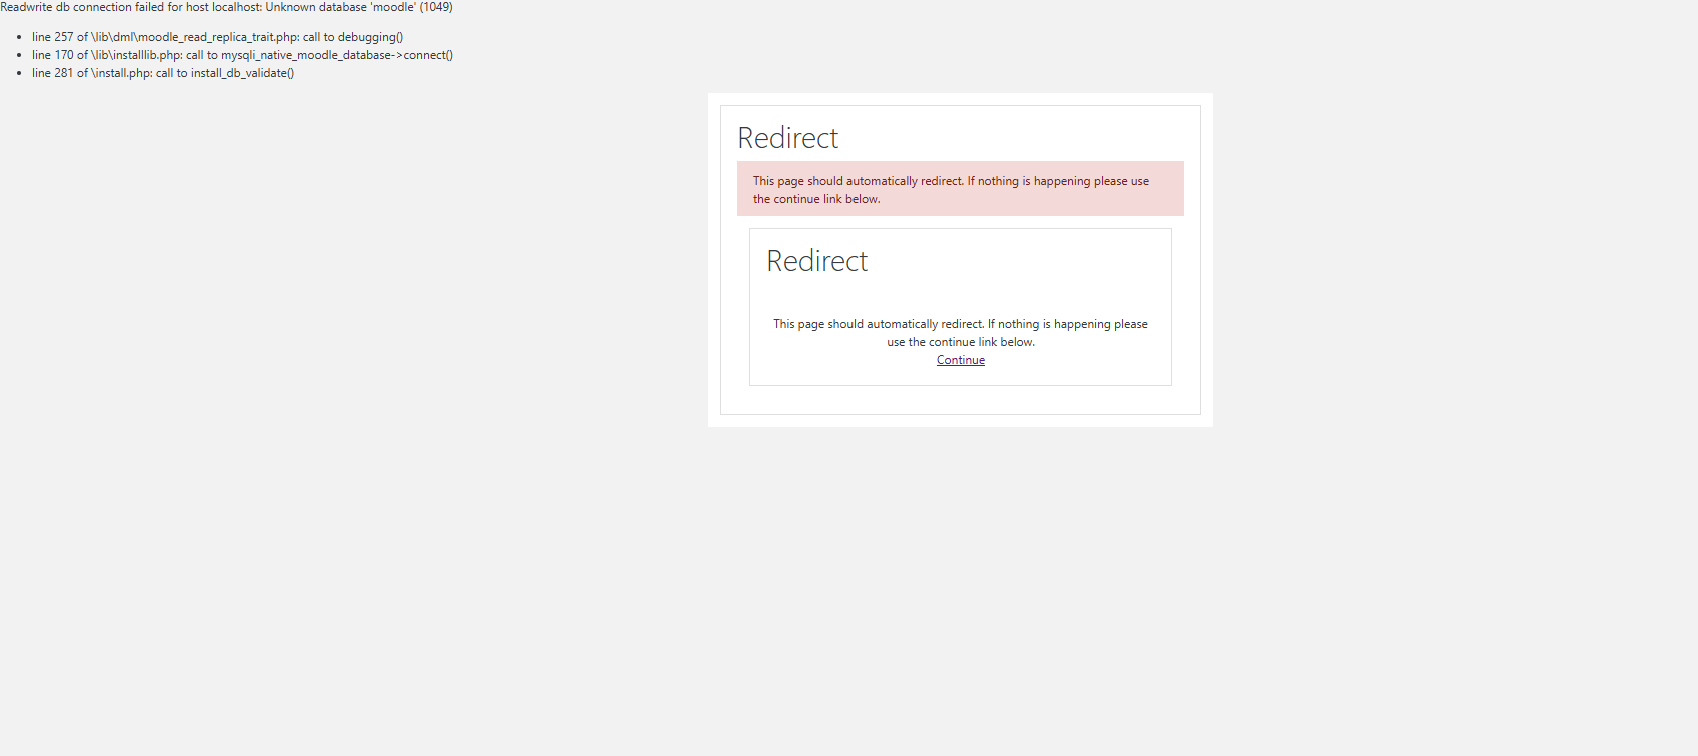 Readwrite db connection failed for host localhost: Unknown database 'moodle' (1049)
• line 257 of \lib\dml\moodle_read_replica_trait.php: call to debugging()
• line 170 of \lib\installlib.php: call to mysqli_native_moodle_database->connect()
• line 281 of \install.php: call to install_db_validate()
Redirect
This page should automatically redirect. If nothing is happening please use
the continue link below.
Redirect
This page should automatically redirect. If nothing is happening please
use the continue link below.
Continue